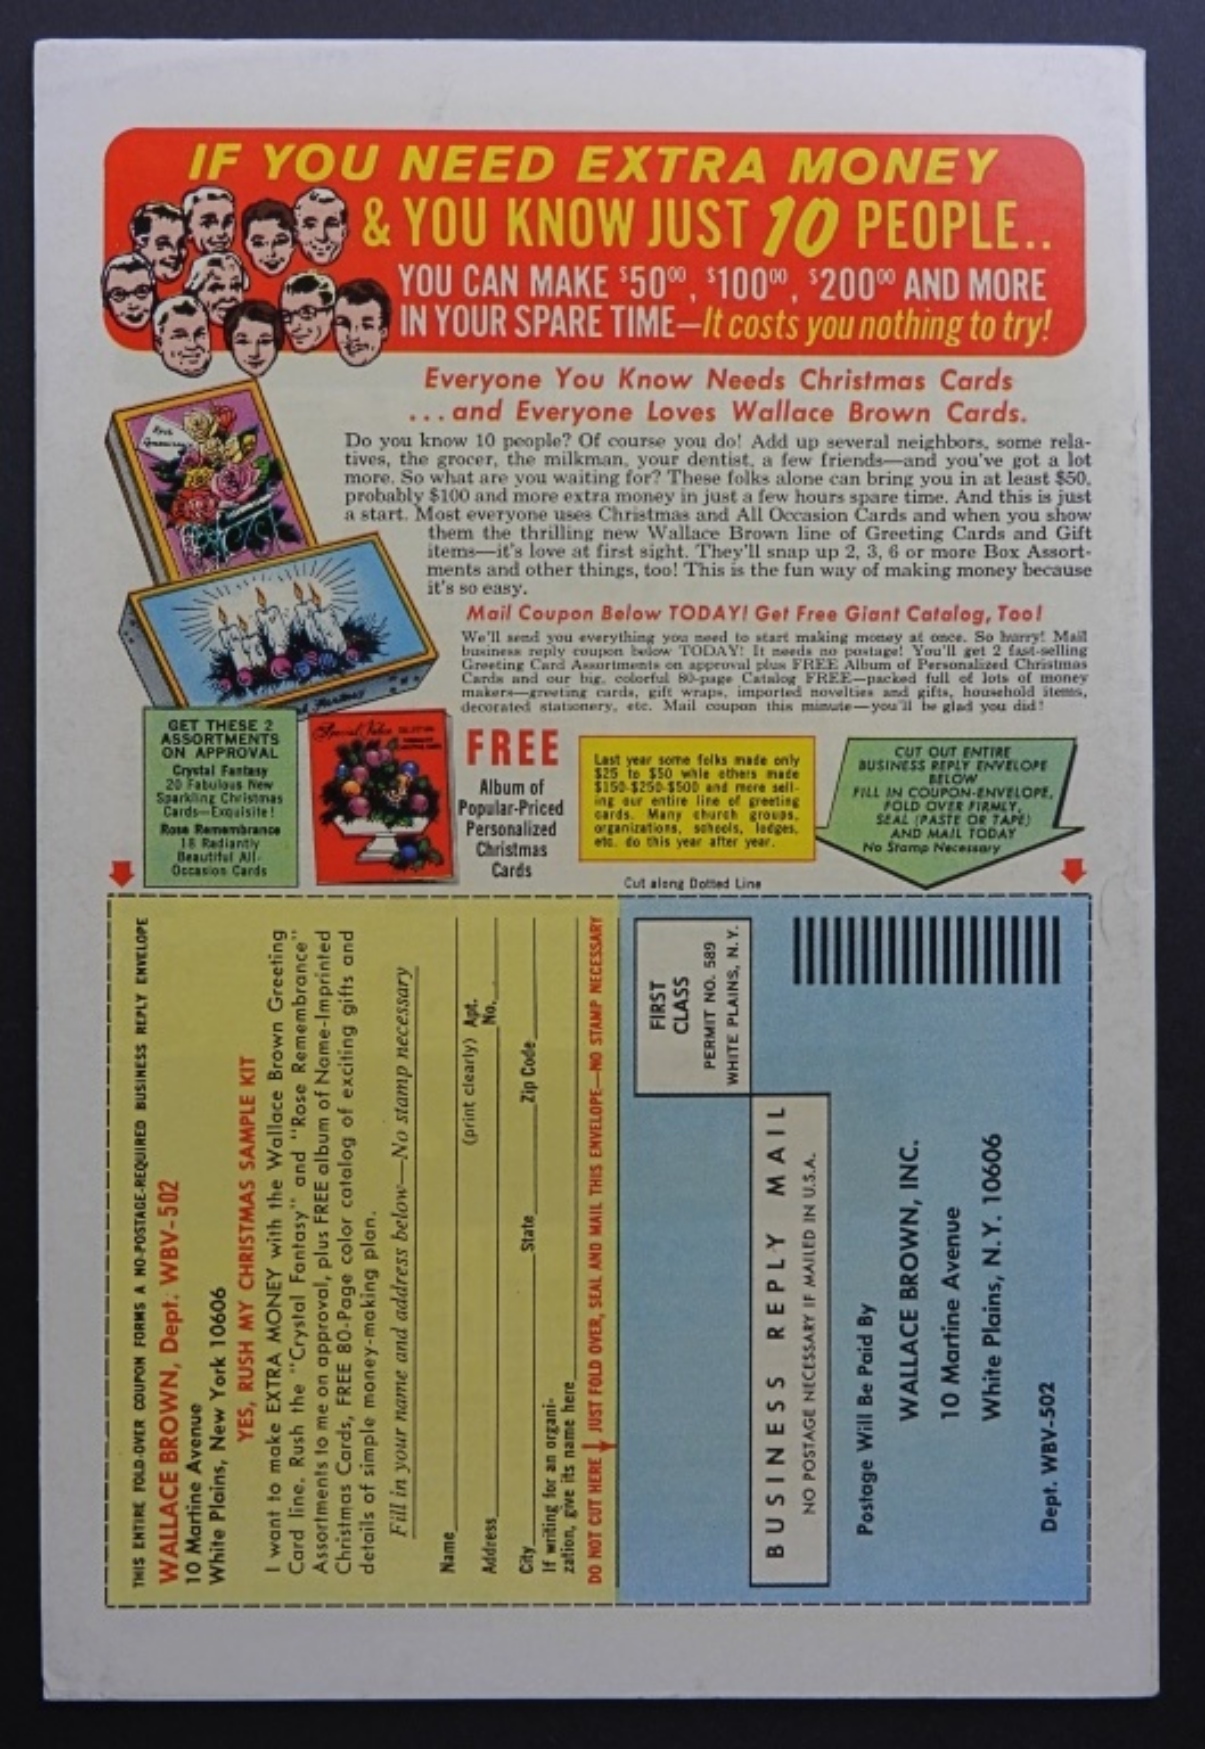 IF YOU NEED EXTRA MONEY
& YOU KNOW JUST 10 PEOPLE..
YOU CAN MAKE $50⁰⁰, $100⁰⁰, $200⁰⁰ AND MORE
IN YOUR SPARE TIME—It costs you nothing to try!
Everyone You Know Needs Christmas Cards
...and Everyone Loves Wallace Brown Cards.
Do you know 10 people? Of course you do! Add up several neighbors, some rela-
tives, the grocer, the milkman, your dentist, a few friends—and you've got a lot
more. So what are you waiting for? These folks alone can bring you in at least $50,
probably $100 and more extra money in just a few hours spare time. And this is just
a start. Most everyone uses Christmas and All Occasion Cards and when you show
them the thrilling new Wallace Brown line of Greeting Cards and Gift
items—it's love at first sight. They'll snap up 2, 3, 6 or more Box Assort-
ments and other things, too! This is the fun way of making money because
it's so easy.
Mail Coupon Below TODAY! Get Free Giant Catalog, Too!
We'll send you everything you need to start making money at once. So hurry! Mail
business reply coupon below TODAY! It needs no postage! You'll get 2 fast-selling
Greeting Card Assortments on approval plus FREE Album of Personalized Christmas
Cards and our big, colorful 80-page Catalog FREE—packed full of lots of money
makers—greeting cards, gift wraps, imported novelties and gifts, household items,
decorated stationery, etc. Mail coupon this minute—you'll be glad you did!
GET THESE 2
ASSORTMENTS
ON APPROVAL
Crystal Fantasy
20 Fabulous New
Sparkling Christmas
Cards—Exquisite!
Rose Remembrance
18 Radiantly
Beautiful All-
Occasion Cards
Special Value
FREE
Album of
Popular-Priced
Personalized
Christmas
Cards
Last year some folks made only
$25 to $50 while others made
$150-$250-$500 and more sell-
ing our entire line of greeting
cards. Many church groups,
organizations, schools, lodges,
etc. do this year after year.
CUT OUT ENTIRE
BUSINESS REPLY ENVELOPE
BELOW
FILL IN COUPON-ENVELOPE,
FOLD OVER FIRMLY,
SEAL (PASTE OR TAPE)
AND MAIL TODAY
No Stamp Necessary
Cut along Dotted Line
THIS ENTIRE FOLD-OVER COUPON FORMS A NO-POSTAGE-REQUIRED BUSINESS REPLY ENVELOPE
WALLACE BROWN, Dept. WBV-502
10 Martine Avenue
White Plains, New York 10606
YES, RUSH MY CHRISTMAS SAMPLE KIT
I want to make EXTRA MONEY with the Wallace Brown Greeting
Card line. Rush the "Crystal Fantasy" and "Rose Remembrance"
Assortments to me on approval, plus FREE album of Name-Imprinted
Christmas Cards, FREE 80-Page color catalog of exciting gifts and
details of simple money-making plan.
Fill in your name and address below—No stamp necessary
Name
(print clearly) Apt.
Address No.
City State Zip Code
If writing for an organi-
zation, give its name here
DO NOT CUT HERE JUST FOLD OVER, SEAL AND MAIL THIS ENVELOPE—NO STAMP NECESSARY
FIRST
CLASS
PERMIT NO. 589
WHITE PLAINS, N.Y.
BUSINESS REPLY MAIL
NO POSTAGE NECESSARY IF MAILED IN U.S.A.
Postage Will Be Paid By
WALLACE BROWN, INC.
10 Martine Avenue
White Plains, N.Y. 10606
Dept. WBV-502